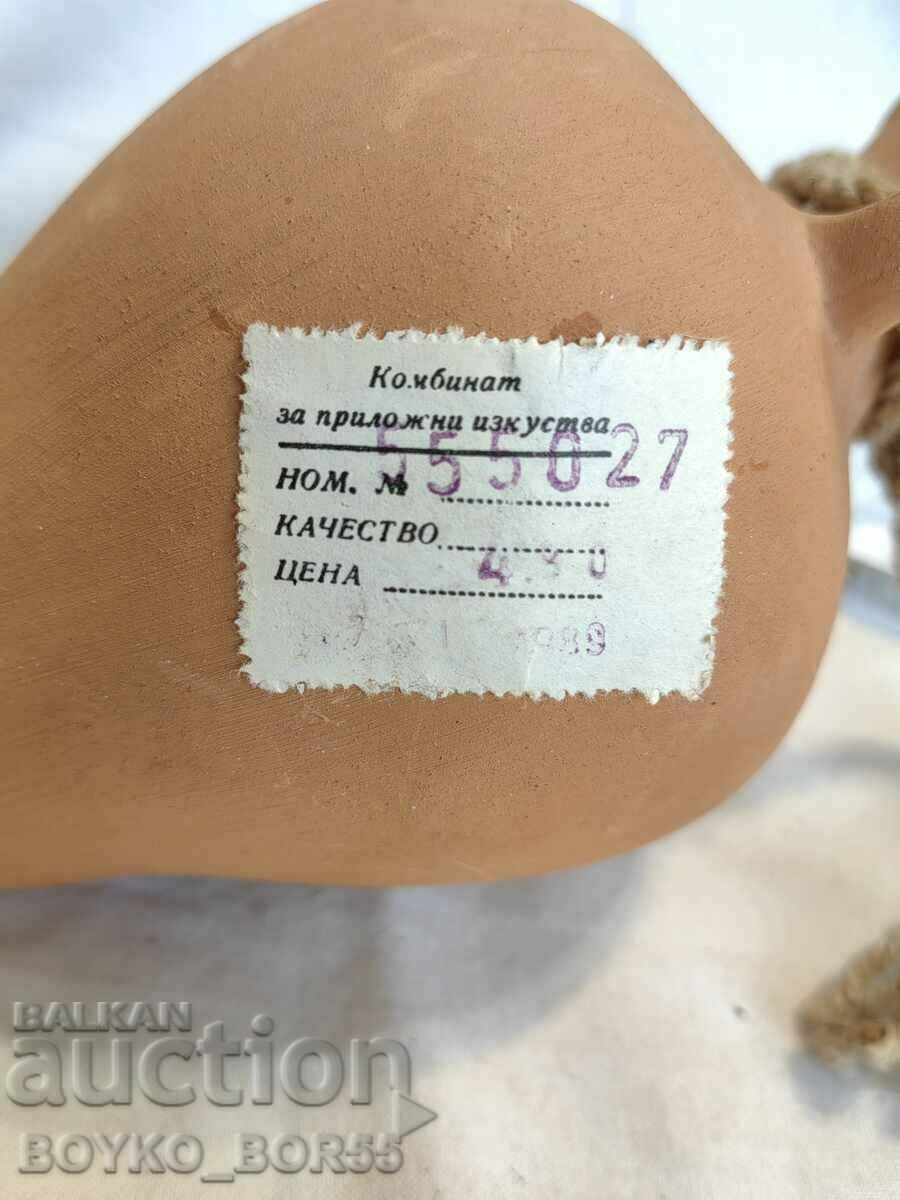 Комбинат
за приложни изкуства
НОМ. № 555027
КАЧЕСТВО
ЦЕНА
BALKAN
auction
BOYKO_BOR55